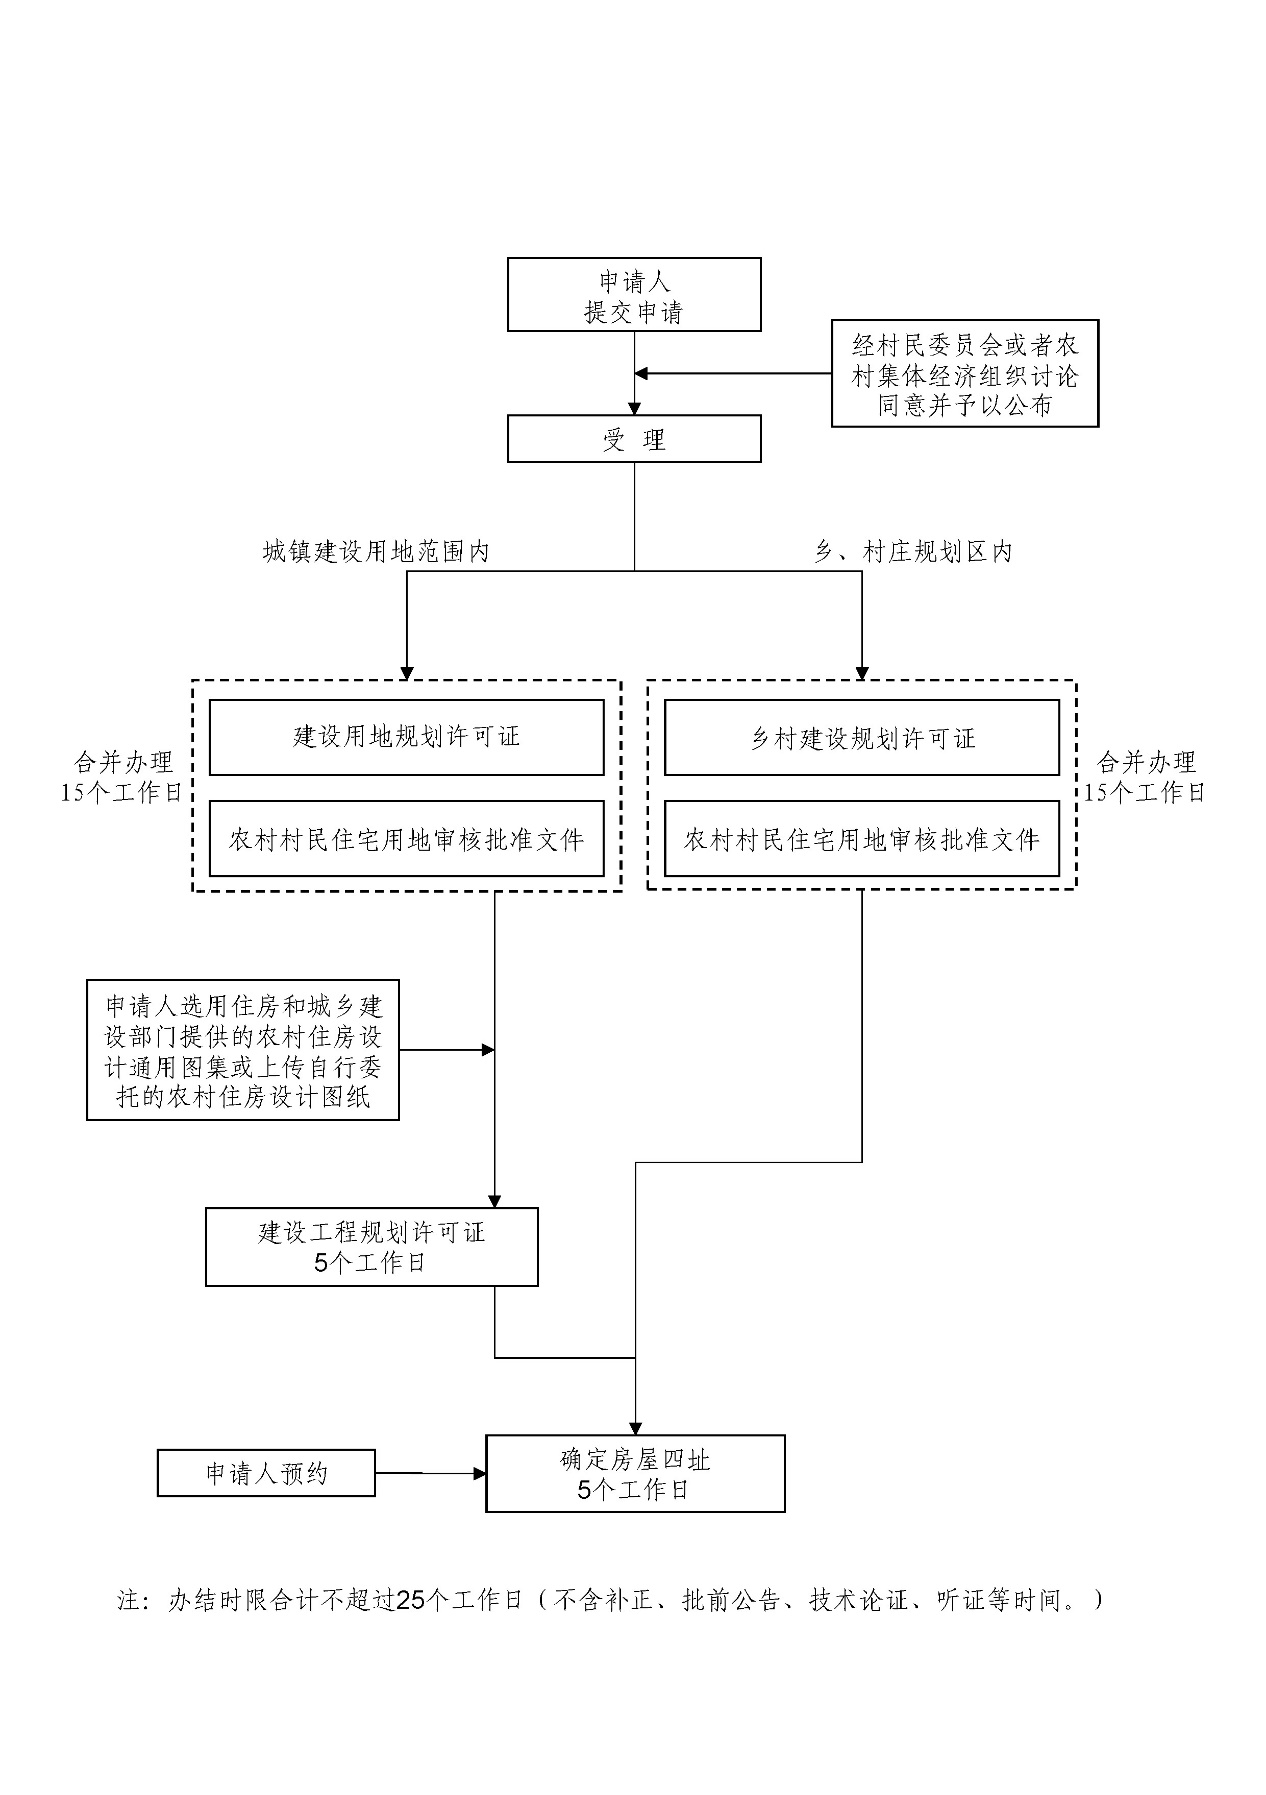 申请人
提交申请
经村民委员会或者农
村集体经济组织讨论
同意并予以公布
受 理
城镇建设用地范围内
乡、村庄规划区内
建设用地规划许可证
乡村建设规划许可证
合并办理
15个工作日
合并办理
15个工作日
农村村民住宅用地审核批准文件
农村村民住宅用地审核批准文件
申请人选用住房和城乡建
设部门提供的农村住房设
计通用图集或上传自行委
托的农村住房设计图纸
建设工程规划许可证
5个工作日
确定房屋四址
5个工作日
申请人预约
注：办结时限合计不超过25个工作日（不含补正、批前公告、技术论证、听证等时间。）